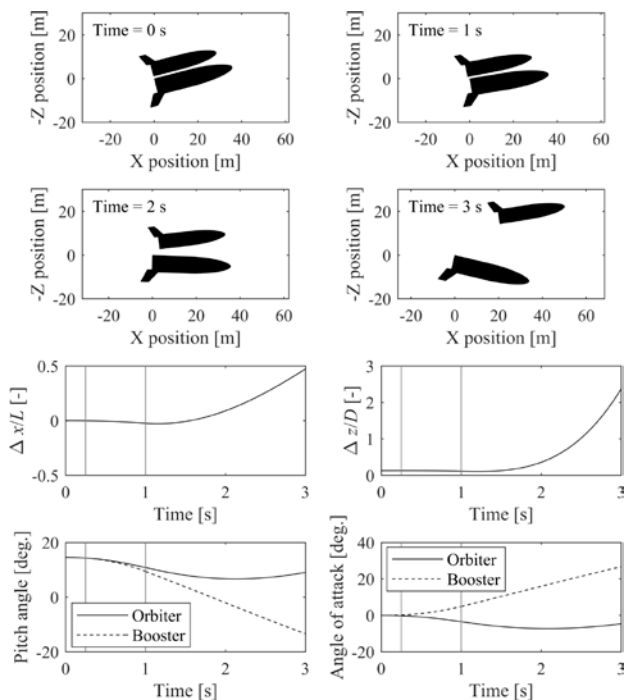 Time = 0 s
-Z position [m]
20
0
-20
-20 0 20 40 60
X position [m]
Time = 1 s
-Z position [m]
20
0
-20
-20 0 20 40 60
X position [m]
Time = 2 s
-Z position [m]
20
0
-20
-20 0 20 40 60
X position [m]
Time = 3 s
-Z position [m]
20
0
-20
-20 0 20 40 60
X position [m]
Δ x/L [-]
0.5
0
-0.5
0 1 2 3
Time [s]
Δ z/D [-]
3
2
1
0
0 1 2 3
Time [s]
Pitch angle [deg.]
20
0
-20
Orbiter
Booster
0 1 2 3
Time [s]
Angle of attack [deg.]
40
20
0
-20
Orbiter
Booster
0 1 2 3
Time [s]